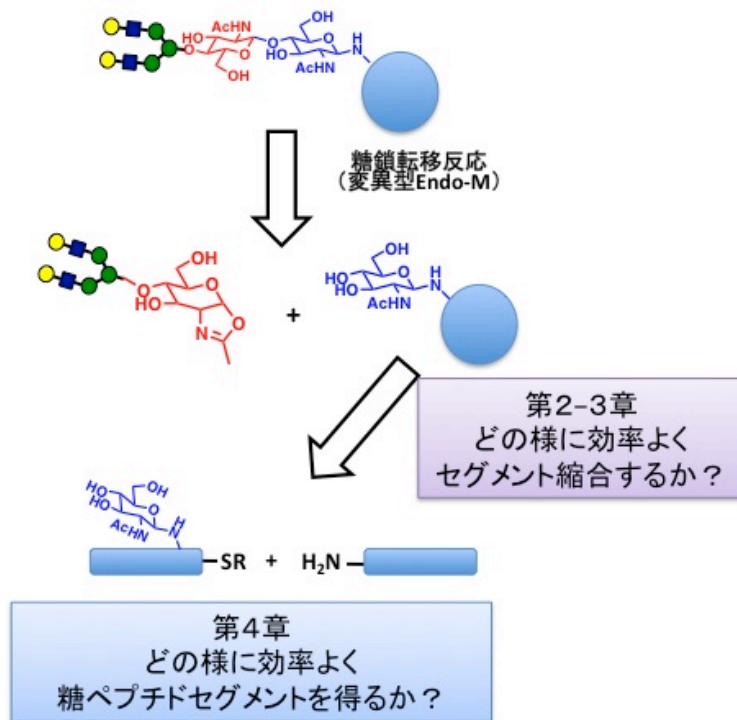 AcHN
HO
O
OH
O
HO
OH
O
HO
O
AcHN
H
N
糖鎖転移反応
(変異型Endo-M)
OH
O
O
HO
N
O
+
OH
HO
HO
O
AcHN
H
N
第2-3章
どの様に効率よく
セグメント縮合するか?
HO
OH
HO
O
AcHN
H
N
SR + H₂N
第4章
どの様に効率よく
糖ペプチドセグメントを得るか?